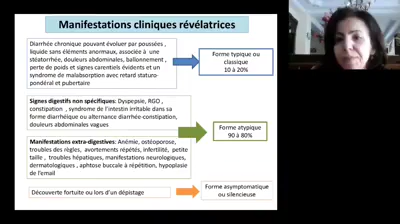 Manifestations cliniques révélatrices
Diarrhée chronique pouvant évoluer par poussées ,
liquide sans éléments anormaux, associée à une
stéatorrhée, douleurs abdominales, ballonnement ,
perte de poids et signes carentiels évidents et un
syndrome de malabsorption avec retard staturo-
pondéral et pubertaire
Forme typique ou
classique
10 à 20%
Signes digestifs non spécifiques: Dyspepsie, RGO ,
constipation , syndrome de l'intestin irritable dans sa
forme diarrhéique ou alternance diarrhée-constipation,
douleurs abdominales vagues
Manifestations extra-digestives: Anémie, ostéoporose,
troubles des règles, avortements répétés, infertilité, petite
taille , troubles hépatiques, manifestations neurologiques,
dermatologiques , aphtose buccale à répétition, hypoplasie
de l'email
Forme atypique
90 à 80%
Découverte fortuite ou lors d'un dépistage
Forme asymptomatique
ou silencieuse